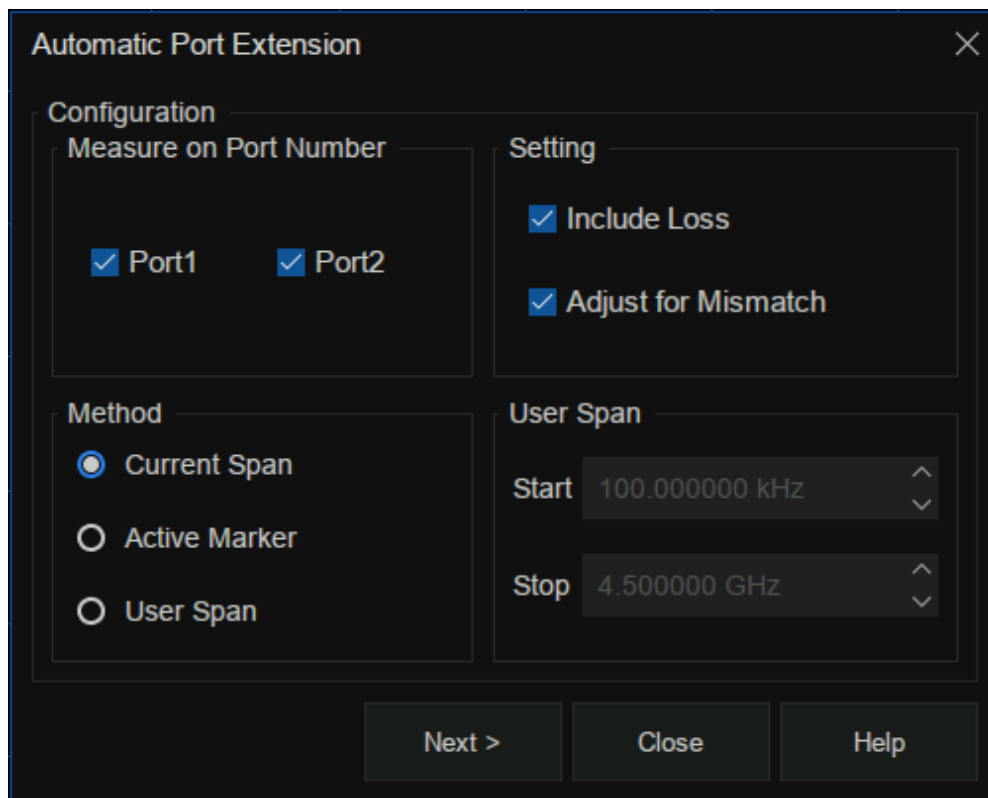 Automatic Port Extension
Configuration
Measure on Port Number
Port1 Port2
Setting
Include Loss
Adjust for Mismatch
Method
Current Span
Active Marker
User Span
User Span
Start 100.000000 kHz
Stop 4.500000 GHz
Next > Close Help